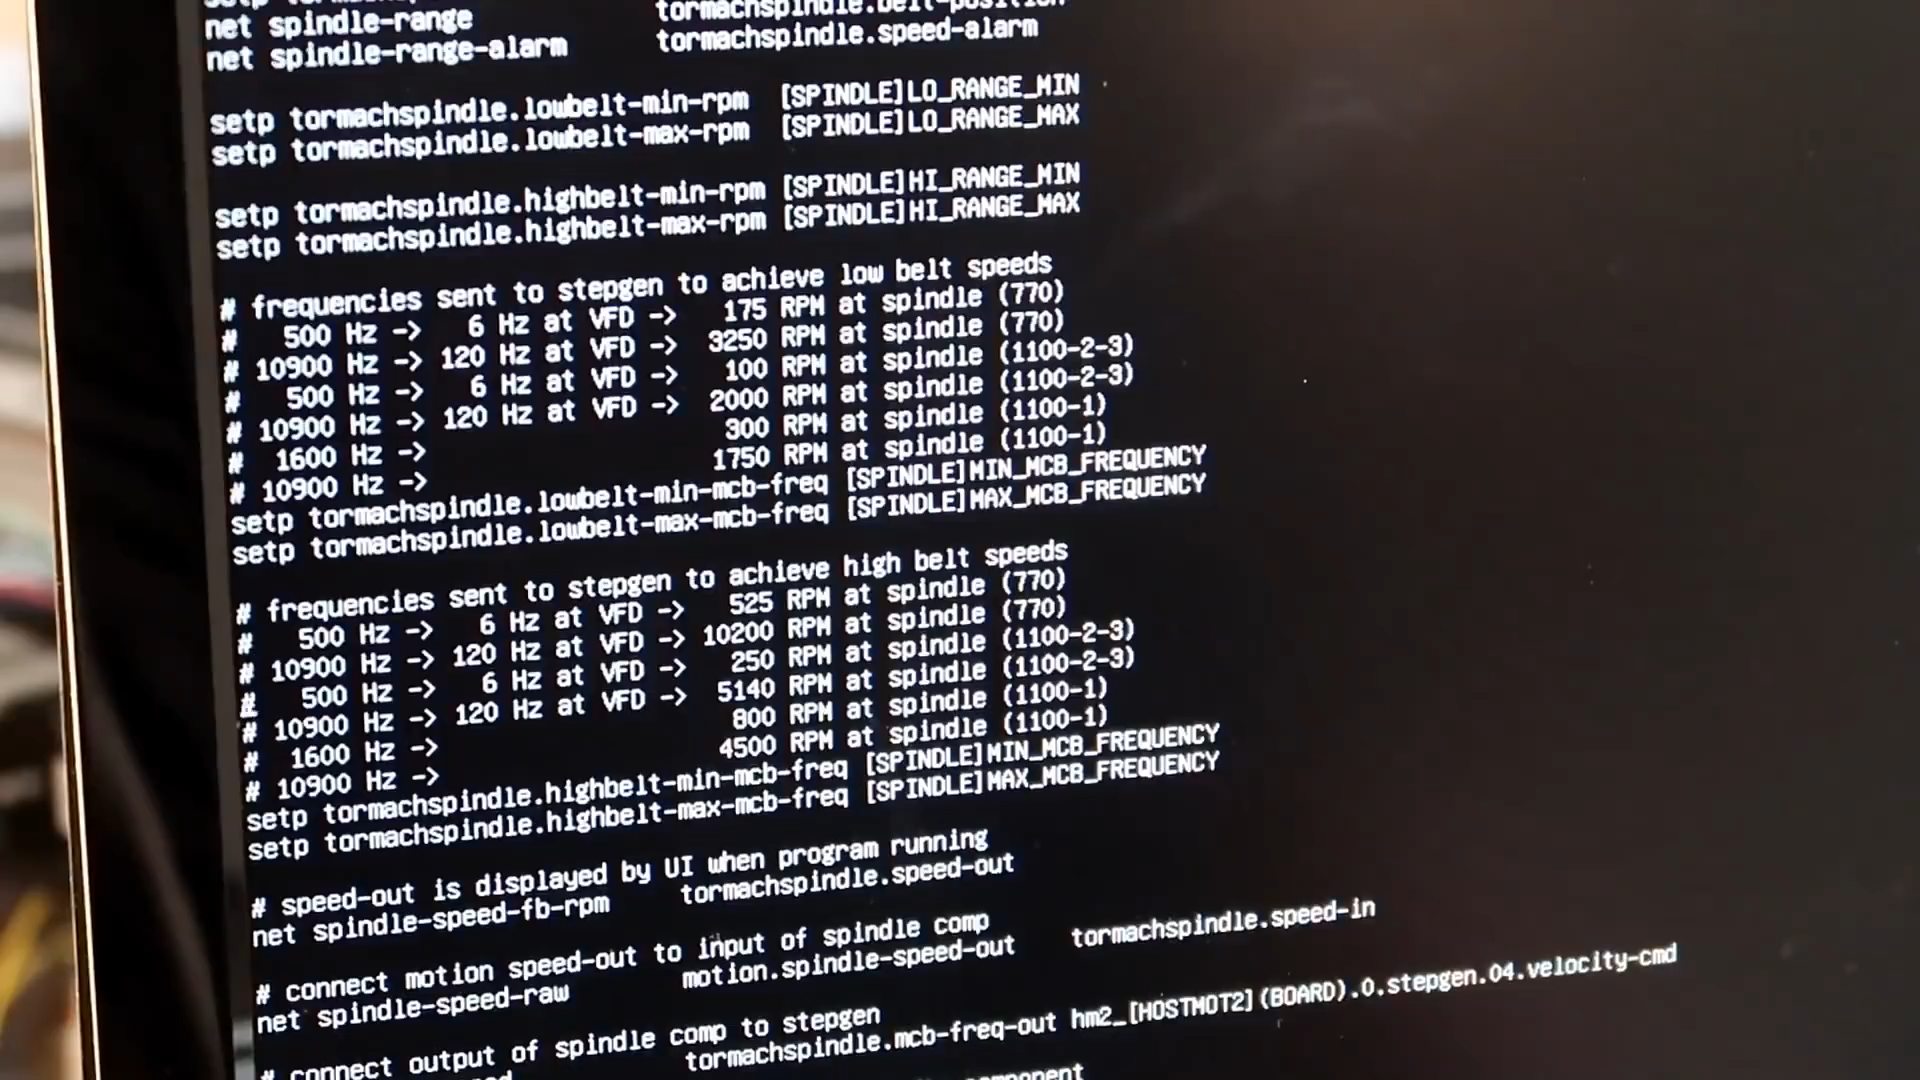 net spindle-range tormachspindle.belt-position
net spindle-range-alarm tormachspindle.speed-alarm
setp tormachspindle.lowbelt-min-rpm [SPINDLE]LO_RANGE_MIN
setp tormachspindle.lowbelt-max-rpm [SPINDLE]LO_RANGE_MAX
setp tormachspindle.highbelt-min-rpm [SPINDLE]HI_RANGE_MIN
setp tormachspindle.highbelt-max-rpm [SPINDLE]HI_RANGE_MAX
# frequencies sent to stepgen to achieve low belt speeds
# 500 Hz -> 6 Hz at VFD -> 175 RPM at spindle (770)
# 10900 Hz -> 120 Hz at VFD -> 3250 RPM at spindle (770)
# 500 Hz -> 6 Hz at VFD -> 100 RPM at spindle (1100-2-3)
# 10900 Hz -> 120 Hz at VFD -> 2000 RPM at spindle (1100-2-3)
# 1600 Hz -> 300 RPM at spindle (1100-1)
# 10900 Hz -> 1750 RPM at spindle (1100-1)
setp tormachspindle.lowbelt-min-mcb-freq [SPINDLE]MIN_MCB_FREQUENCY
setp tormachspindle.lowbelt-max-mcb-freq [SPINDLE]MAX_MCB_FREQUENCY
# frequencies sent to stepgen to achieve high belt speeds
# 500 Hz -> 6 Hz at VFD -> 525 RPM at spindle (770)
# 10900 Hz -> 120 Hz at VFD -> 10200 RPM at spindle (770)
# 500 Hz -> 6 Hz at VFD -> 250 RPM at spindle (1100-2-3)
# 10900 Hz -> 120 Hz at VFD -> 5140 RPM at spindle (1100-2-3)
# 1600 Hz -> 800 RPM at spindle (1100-1)
# 10900 Hz -> 4500 RPM at spindle (1100-1)
setp tormachspindle.highbelt-min-mcb-freq [SPINDLE]MIN_MCB_FREQUENCY
setp tormachspindle.highbelt-max-mcb-freq [SPINDLE]MAX_MCB_FREQUENCY
# speed-out is displayed by UI when program running
net spindle-speed-fb-rpm tormachspindle.speed-out
# connect motion speed-out to input of spindle comp
net spindle-speed-raw motion.spindle-speed-out tormachspindle.speed-in
# connect output of spindle comp to stepgen
tormachspindle.mcb-freq-out hm2_[HOSTMOT2](BOARD).0.stepgen.04.velocity-cmd
component